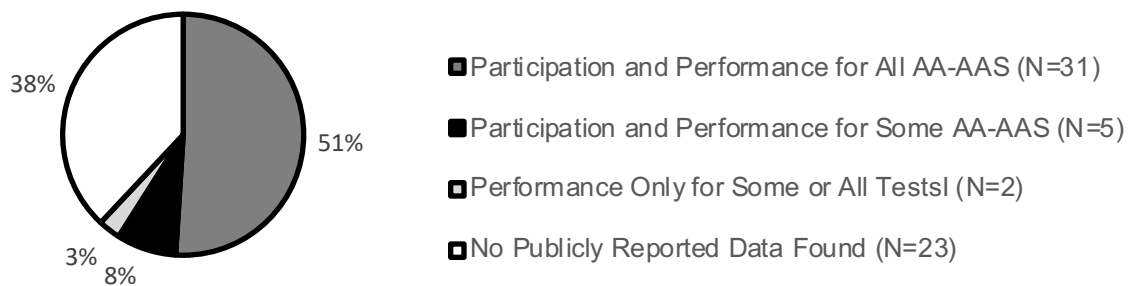 38%
51%
3%
8%
Participation and Performance for All AA-AAS (N=31)
Participation and Performance for Some AA-AAS (N=5)
Performance Only for Some or All Testsl (N=2)
No Publicly Reported Data Found (N=23)